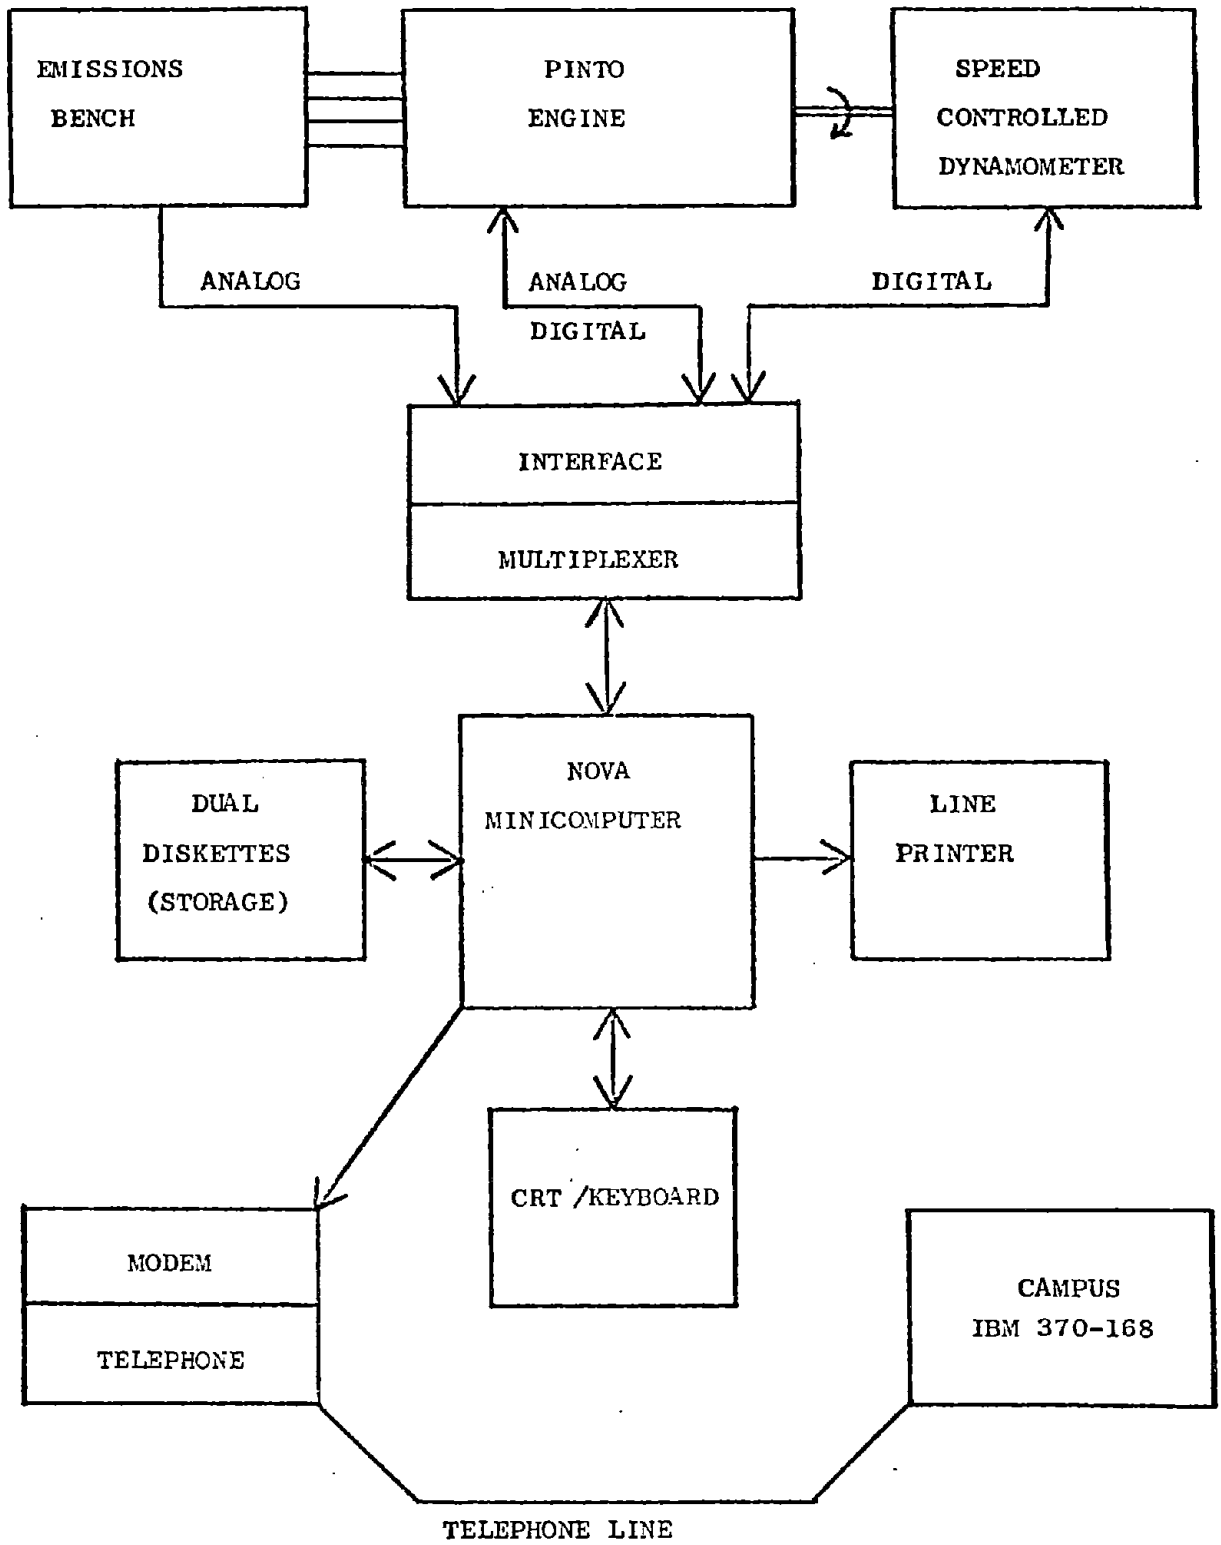 EMISSIONS
BENCH
PINTO
ENGINE
SPEED
CONTROLLED
DYNAMOMETER
ANALOG
ANALOG
DIGITAL
DIGITAL
INTERFACE
MULTIPLEXER
NOVA
MINICOMPUTER
DUAL
DISKETTES
(STORAGE)
LINE
PRINTER
CRT /KEYBOARD
MODEM
TELEPHONE
CAMPUS
IBM 370-168
TELEPHONE LINE